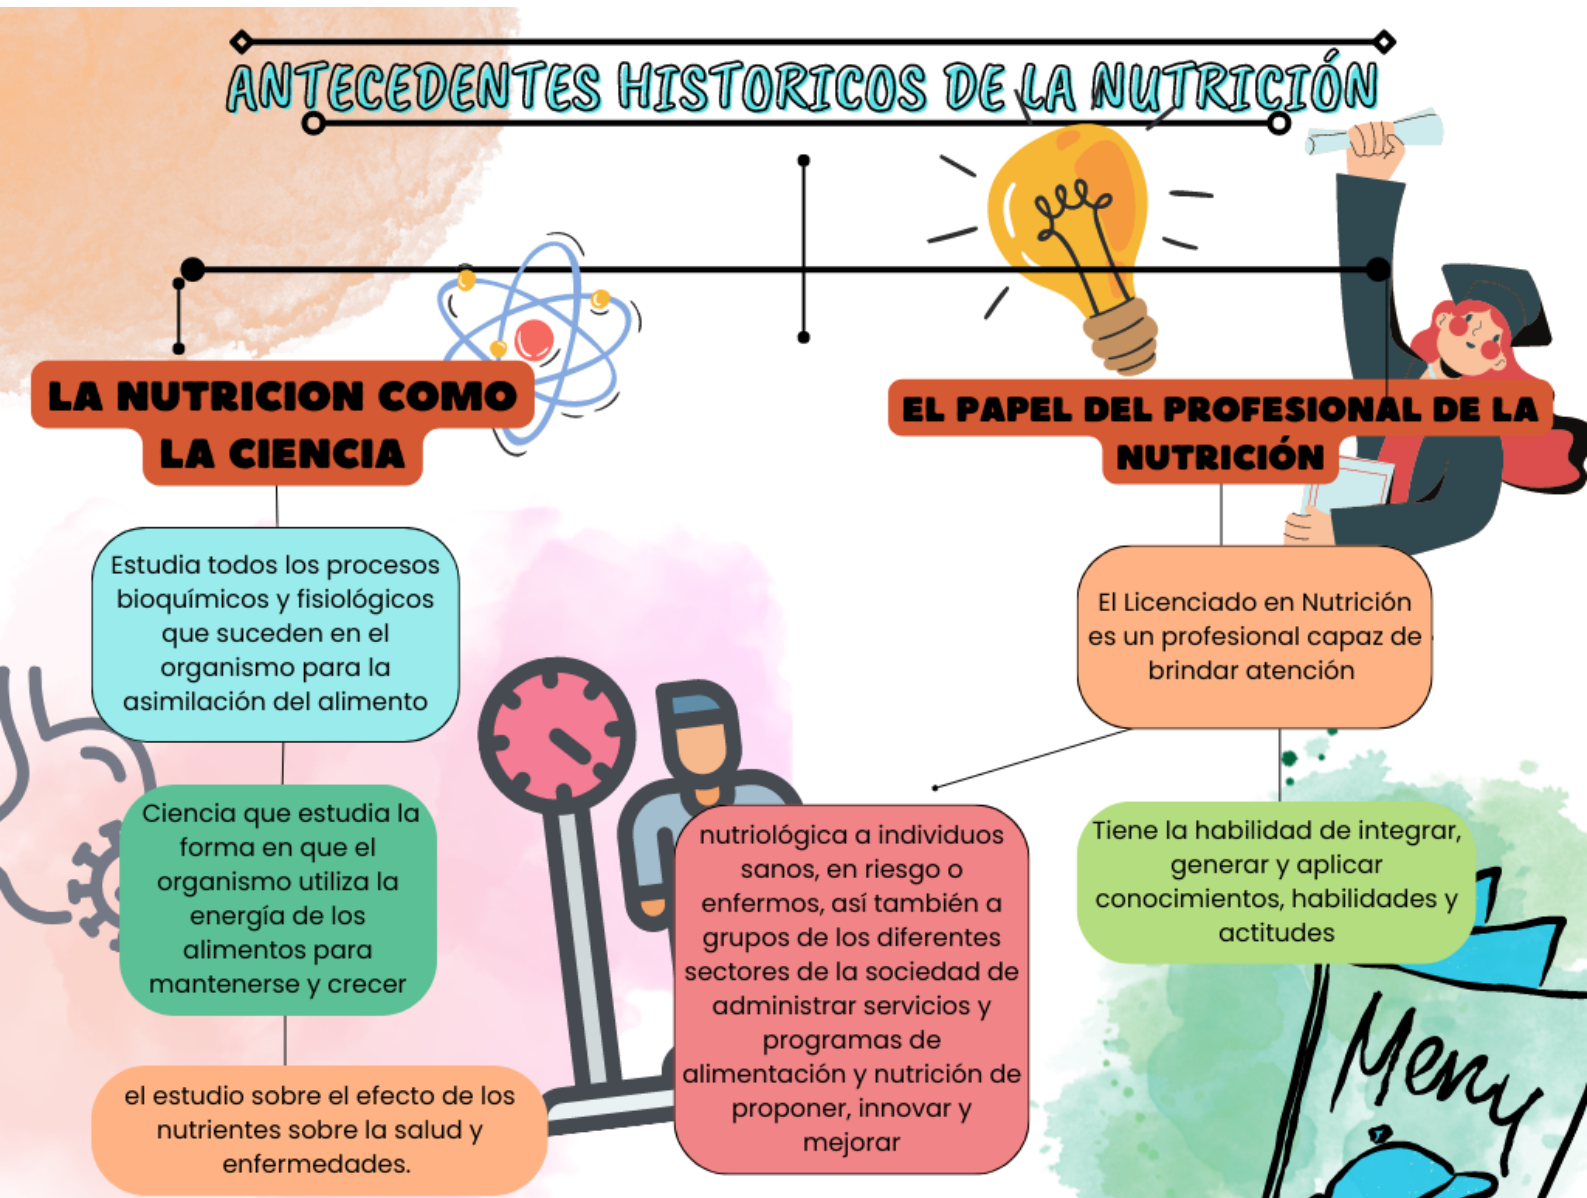 ANTECEDENTES HISTORICOS DE LA NUTRICIÓN
LA NUTRICION COMO
LA CIENCIA
Estudia todos los procesos
bioquímicos y fisiológicos
que suceden en el
organismo para la
asimilación del alimento
Ciencia que estudia la
forma en que el
organismo utiliza la
energía de los
alimentos para
mantenerse y crecer
el estudio sobre el efecto de los
nutrientes sobre la salud y
enfermedades.
EL PAPEL DEL PROFESIONAL DE LA
NUTRICIÓN
El Licenciado en Nutrición
es un profesional capaz de
brindar atención
nutriológica a individuos
sanos, en riesgo o
enfermos, así también a
grupos de los diferentes
sectores de la sociedad de
administrar servicios y
programas de
alimentación y nutrición de
proponer, innovar y
mejorar
Tiene la habilidad de integrar,
generar y aplicar
conocimientos, habilidades y
actitudes
Menu